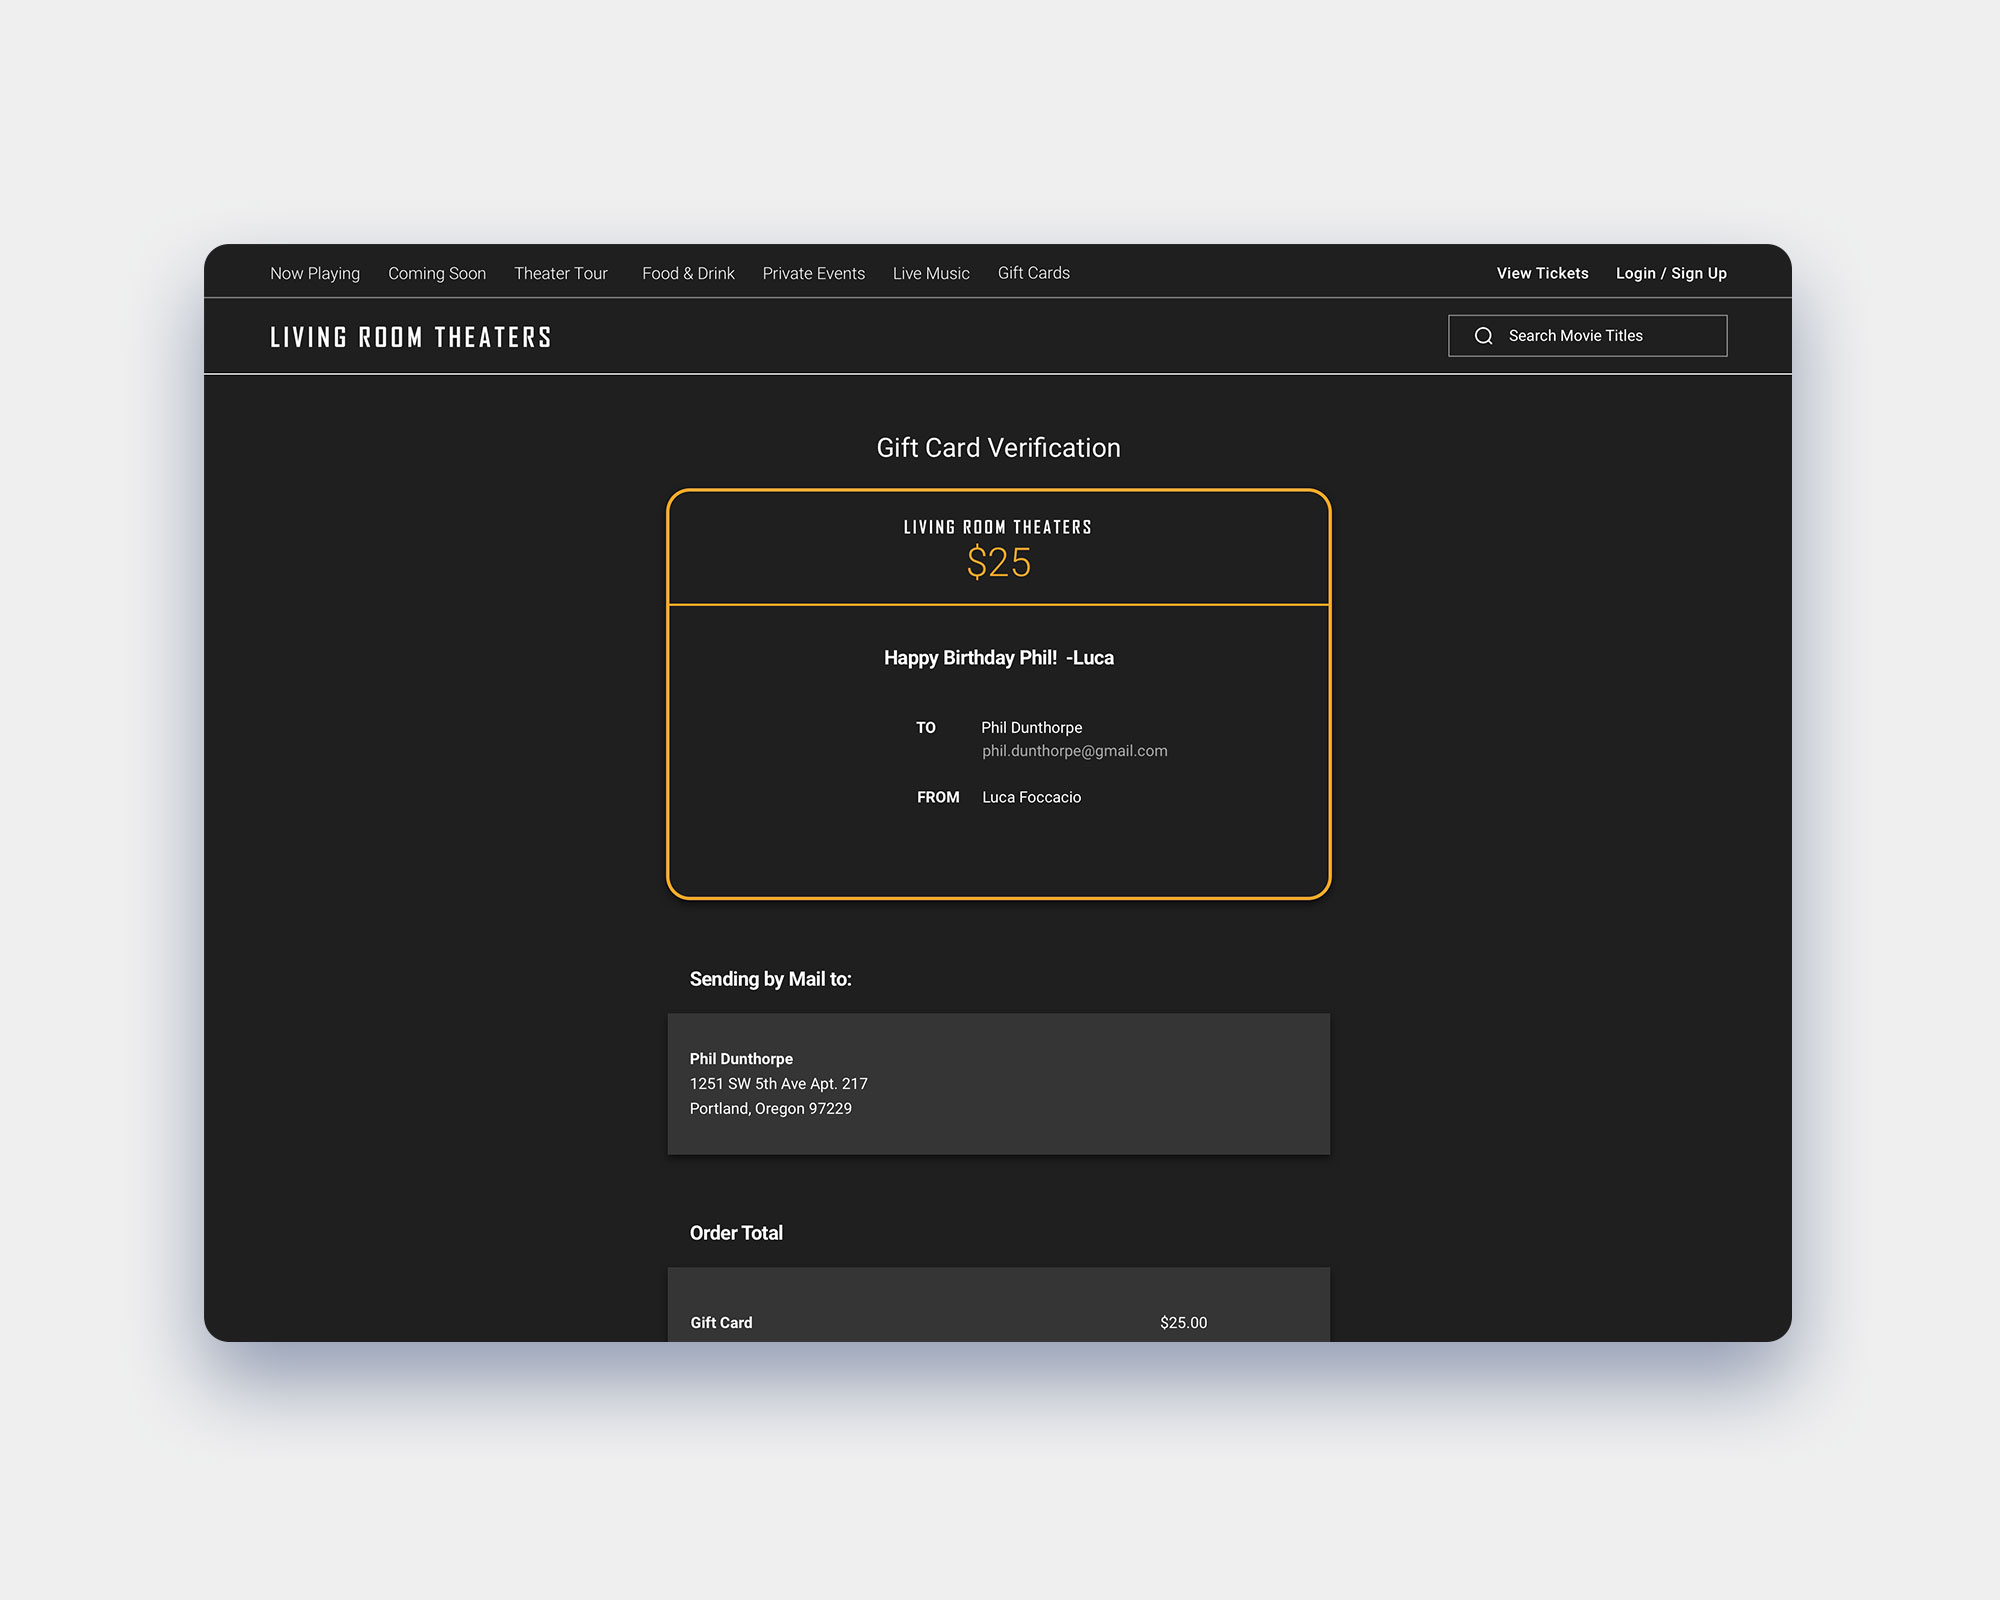 Now Playing Coming Soon Theater Tour Food & Drink Private Events Live Music Gift Cards View Tickets Login / Sign Up
LIVING ROOM THEATERS Search Movie Titles
Gift Card Verification
LIVING ROOM THEATERS
$25
Happy Birthday Phil! -Luca
TO Phil Dunthorpe
phil.dunthorpe@gmail.com
FROM Luca Foccacio
Sending by Mail to:
Phil Dunthorpe
1251 SW 5th Ave Apt. 217
Portland, Oregon 97229
Order Total
Gift Card $25.00